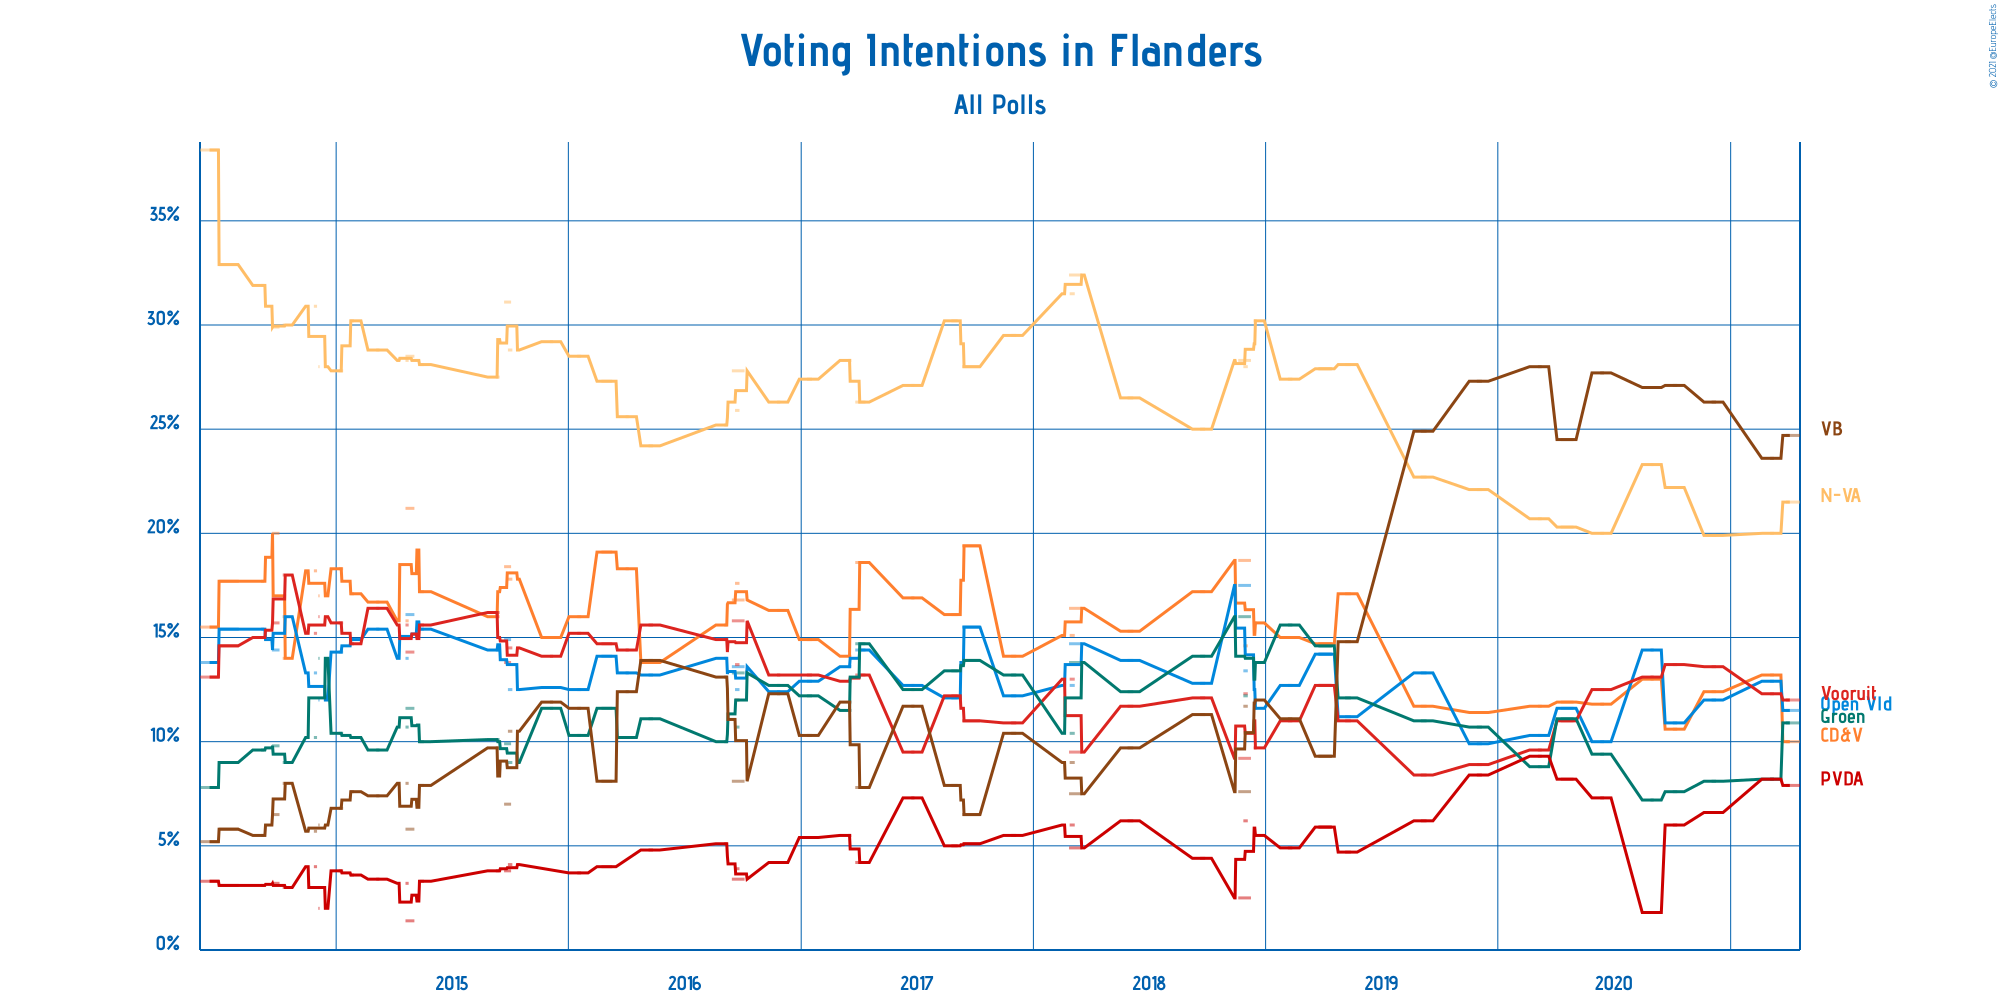 Voting Intentions in Flanders
All Polls
© 2021 @EuropeElects
35%
30%
25%
20%
15%
10%
5%
0%
VB
N-VA
Vooruit
Open Vld
Groen
CD&V
PVDA
2015
2016
2017
2018
2019
2020